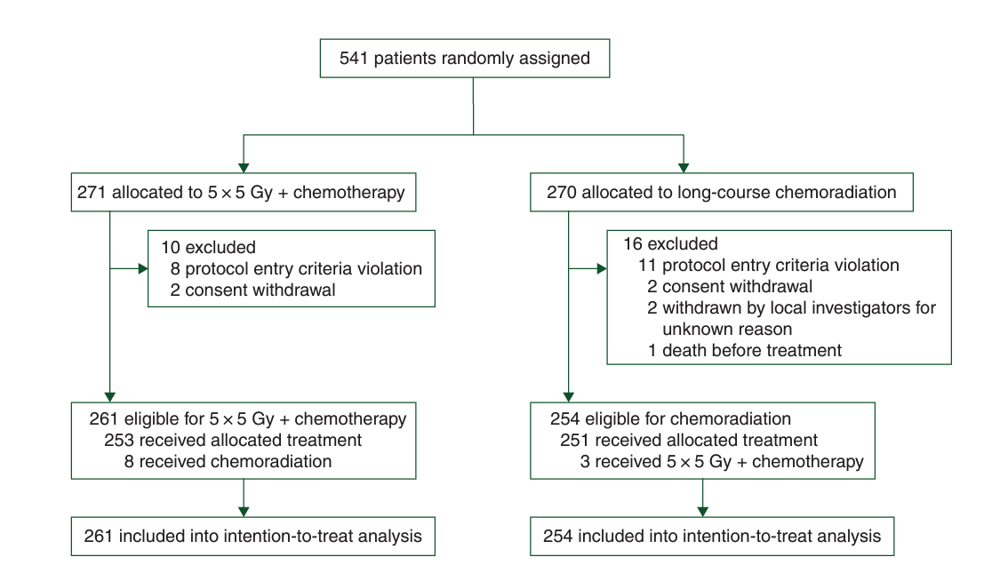 541 patients randomly assigned
271 allocated to 5 × 5 Gy + chemotherapy
270 allocated to long-course chemoradiation
10 excluded
8 protocol entry criteria violation
2 consent withdrawal
16 excluded
11 protocol entry criteria violation
2 consent withdrawal
2 withdrawn by local investigators for
unknown reason
1 death before treatment
261 eligible for 5 × 5 Gy + chemotherapy
253 received allocated treatment
8 received chemoradiation
254 eligible for chemoradiation
251 received allocated treatment
3 received 5 × 5 Gy + chemotherapy
261 included into intention-to-treat analysis
254 included into intention-to-treat analysis